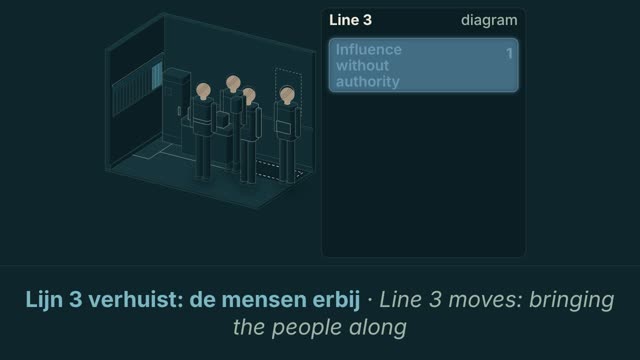 Line 3 diagram
Influence 1
without
authority
Lijn 3 verhuist: de mensen erbij · Line 3 moves: bringing
the people along